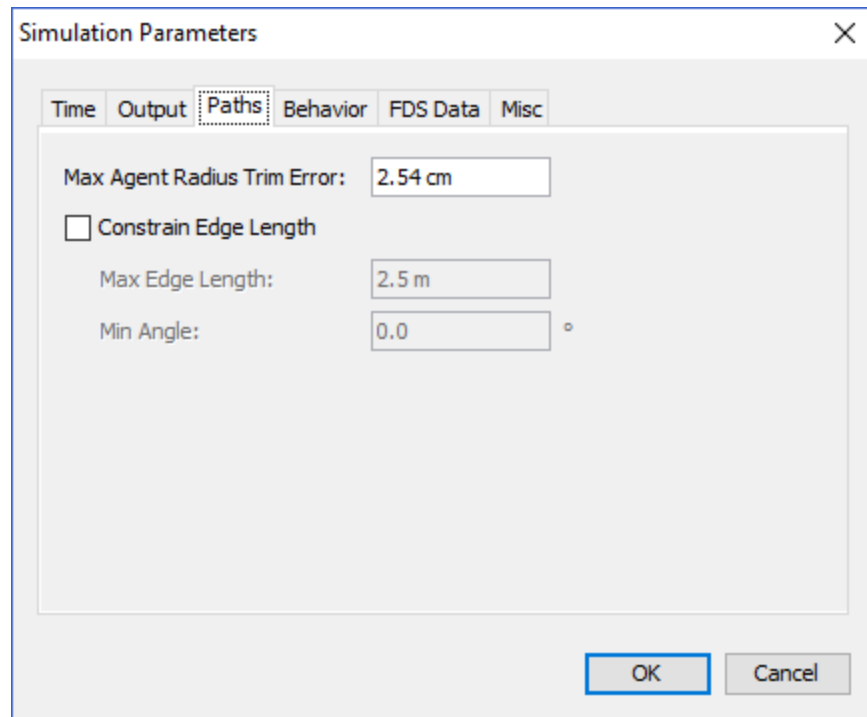 Simulation Parameters
Time Output Paths Behavior FDS Data Misc
Max Agent Radius Trim Error: 2.54 cm
Constrain Edge Length
Max Edge Length: 2.5 m
Min Angle: 0.0 °
OK Cancel